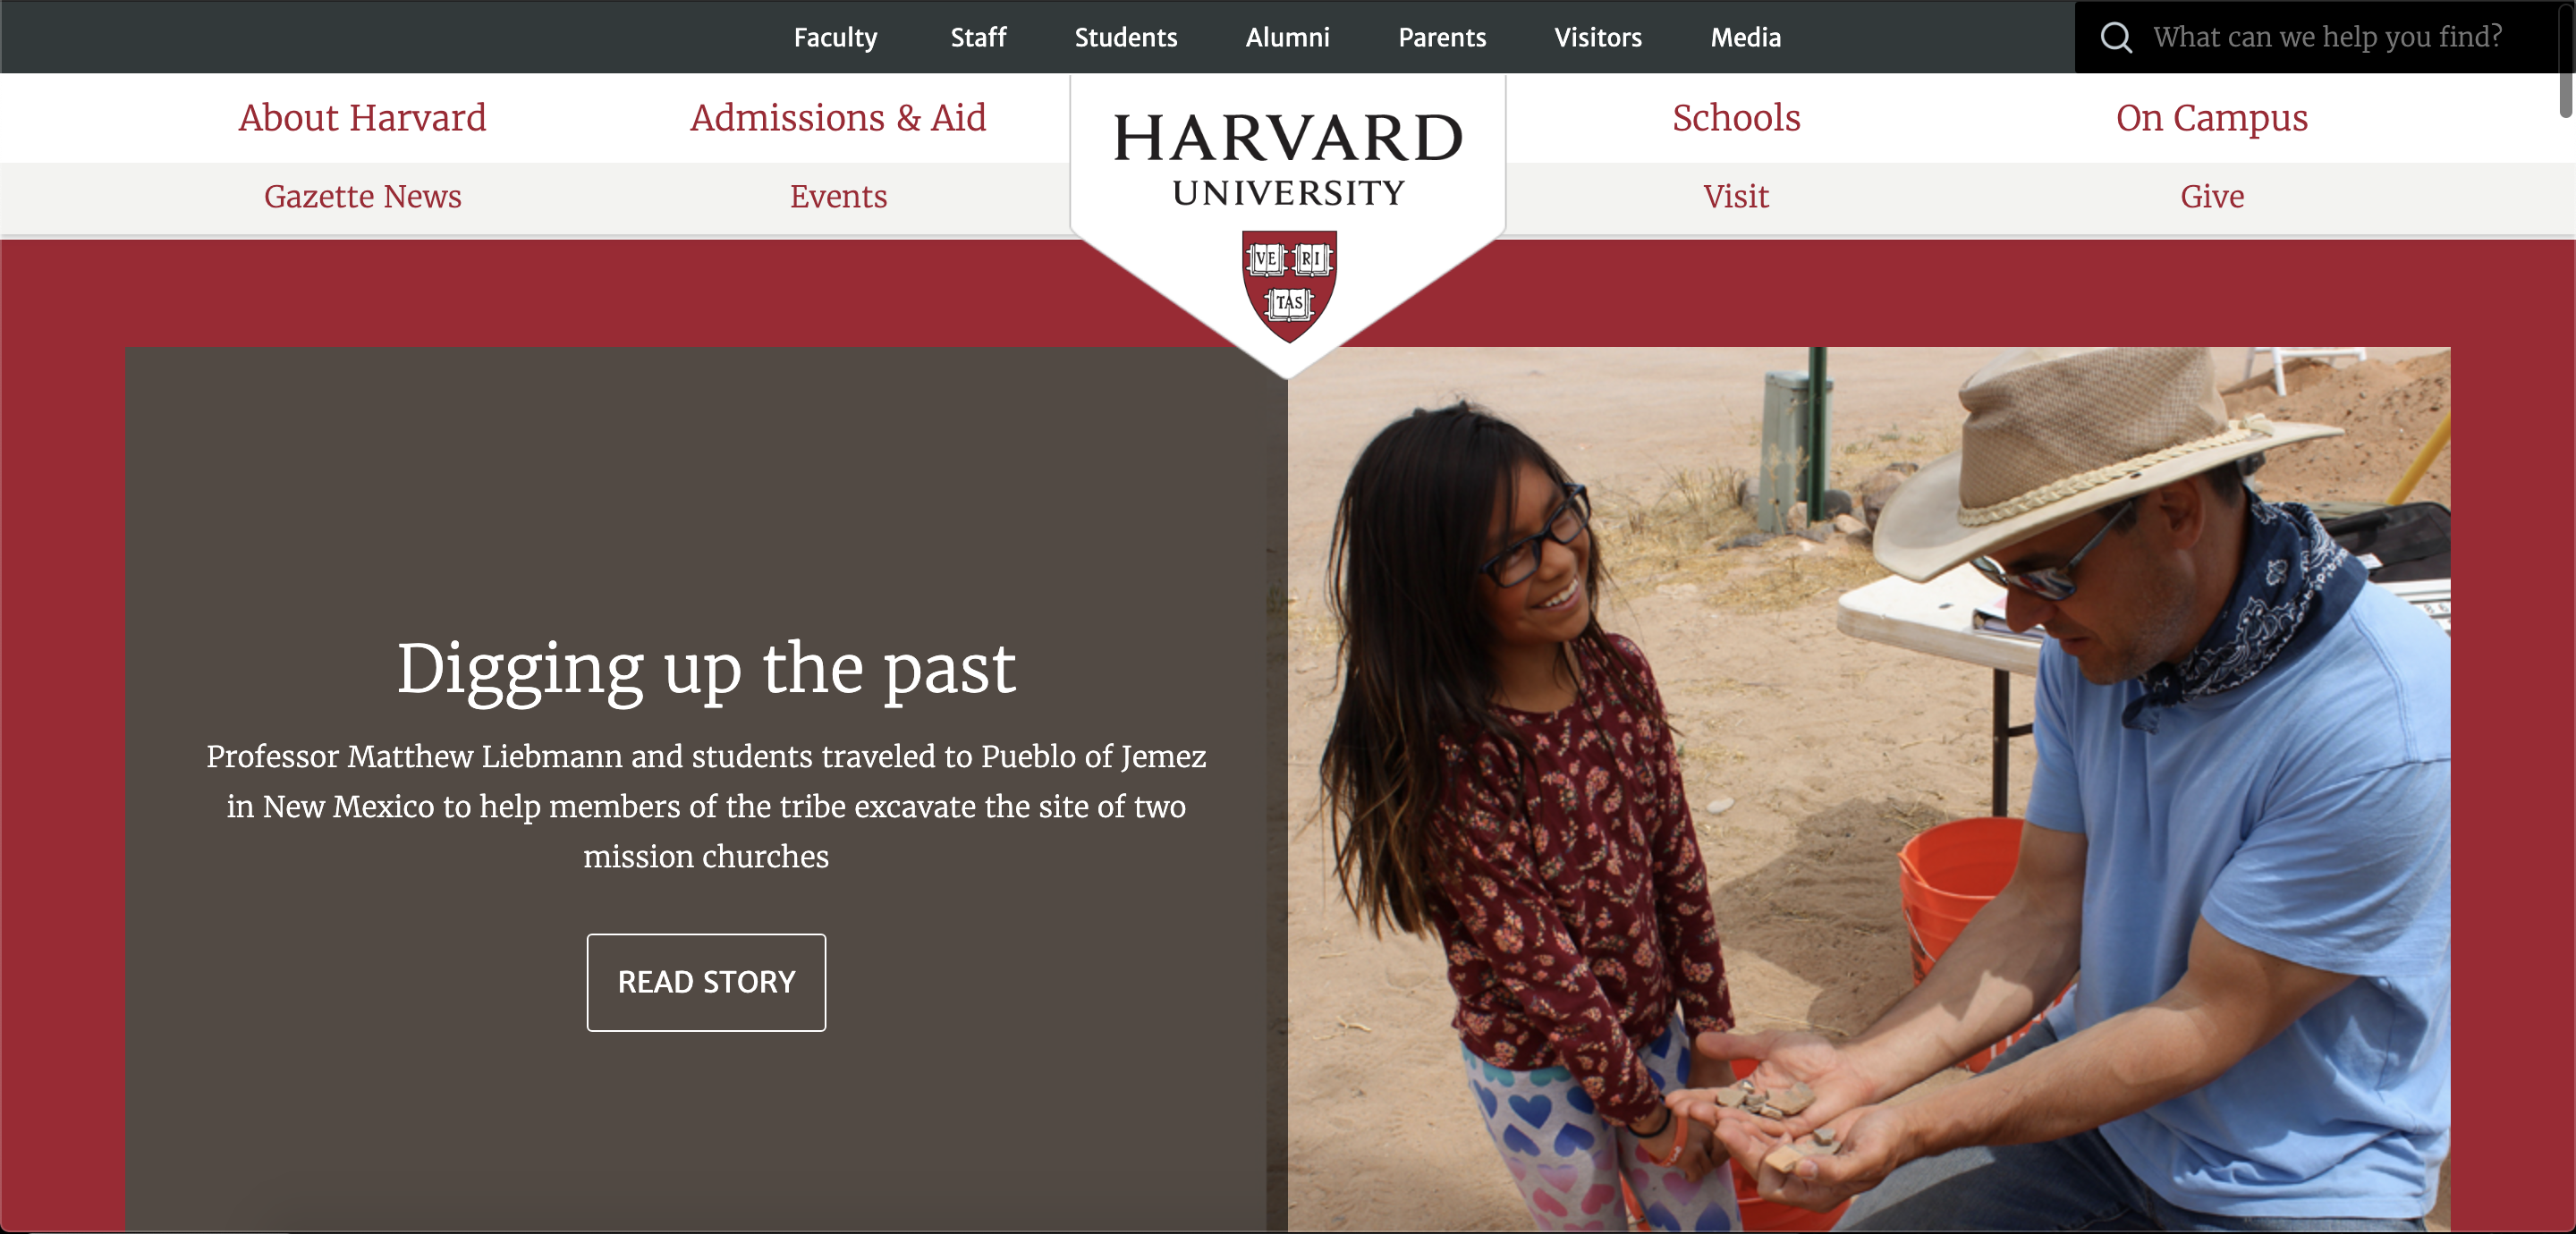 Faculty Staff Students Alumni Parents Visitors Media What can we help you find?
About Harvard Admissions & Aid Schools On Campus
HARVARD
UNIVERSITY
Gazette News Events Visit Give
VE RI
TAS
Digging up the past
Professor Matthew Liebmann and students traveled to Pueblo of Jemez
in New Mexico to help members of the tribe excavate the site of two
mission churches
READ STORY